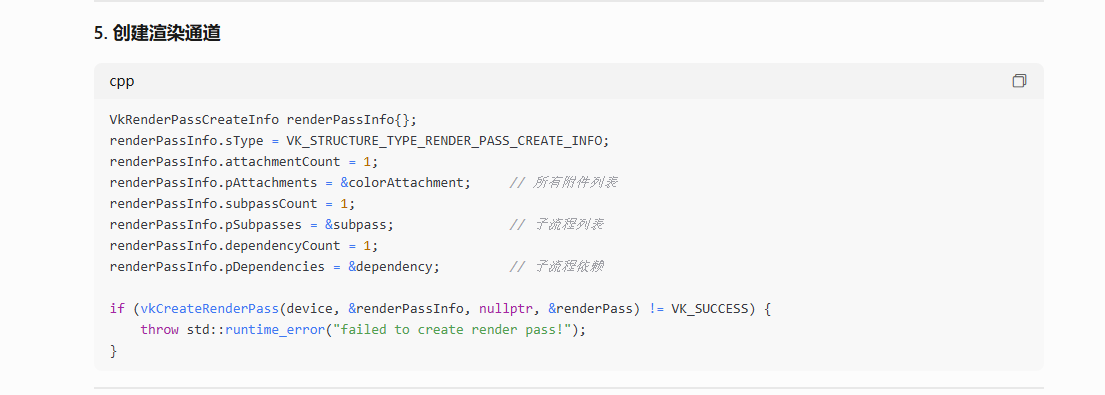 5. 创建渲染通道
cpp
VkRenderPassCreateInfo renderPassInfo{};
renderPassInfo.sType = VK_STRUCTURE_TYPE_RENDER_PASS_CREATE_INFO;
renderPassInfo.attachmentCount = 1;
renderPassInfo.pAttachments = &colorAttachment;     // 所有附件列表
renderPassInfo.subpassCount = 1;
renderPassInfo.pSubpasses = &subpass;               // 子流程列表
renderPassInfo.dependencyCount = 1;
renderPassInfo.pDependencies = &dependency;         // 子流程依赖
if (vkCreateRenderPass(device, &renderPassInfo, nullptr, &renderPass) != VK_SUCCESS) {
    throw std::runtime_error("failed to create render pass!");
}